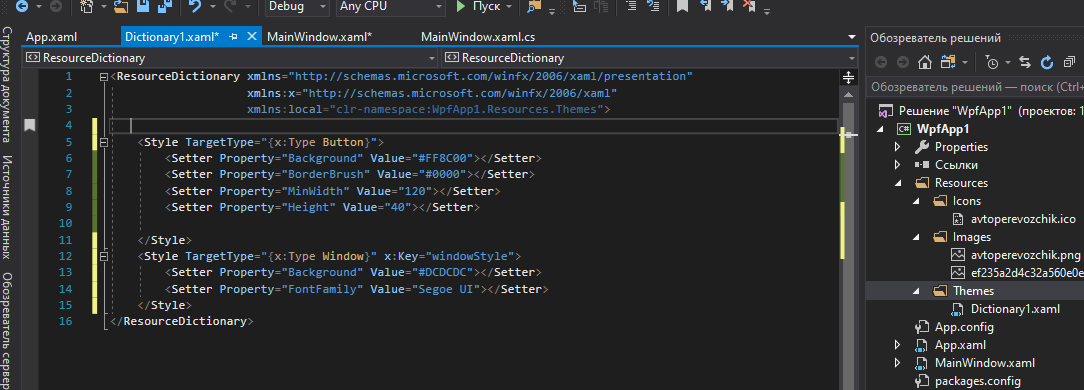 Debug
Any CPU
Пуск
App.xaml
Dictionary1.xaml*
MainWindow.xaml*
MainWindow.xaml.cs
ResourceDictionary
ResourceDictionary
1 <ResourceDictionary xmlns="http://schemas.microsoft.com/winfx/2006/xaml/presentation"
2 xmlns:x="http://schemas.microsoft.com/winfx/2006/xaml"
3 xmlns:local="clr-namespace:WpfApp1.Resources.Themes">
4
5 <Style TargetType="{x:Type Button}">
6 <Setter Property="Background" Value="#FF8C00"></Setter>
7 <Setter Property="BorderBrush" Value="#0000"></Setter>
8 <Setter Property="MinWidth" Value="120"></Setter>
9 <Setter Property="Height" Value="40"></Setter>
10
11 </Style>
12 <Style TargetType="{x:Type Window}" x:Key="windowStyle">
13 <Setter Property="Background" Value="#DCDCDC"></Setter>
14 <Setter Property="FontFamily" Value="Segoe UI"></Setter>
15 </Style>
16 </ResourceDictionary>
Структура документа
Источники данных
Обозреватель сервер
Обозреватель решений
Обозреватель решений — поиск (Ctrl+
Решение "WpfApp1" (проектов: 1
C# WpfApp1
Properties
Ссылки
Resources
Icons
avtoperevozchik.ico
Images
avtoperevozchik.png
ef235a2d4c32a560e0e
Themes
Dictionary1.xaml
App.config
App.xaml
MainWindow.xaml
packages.config